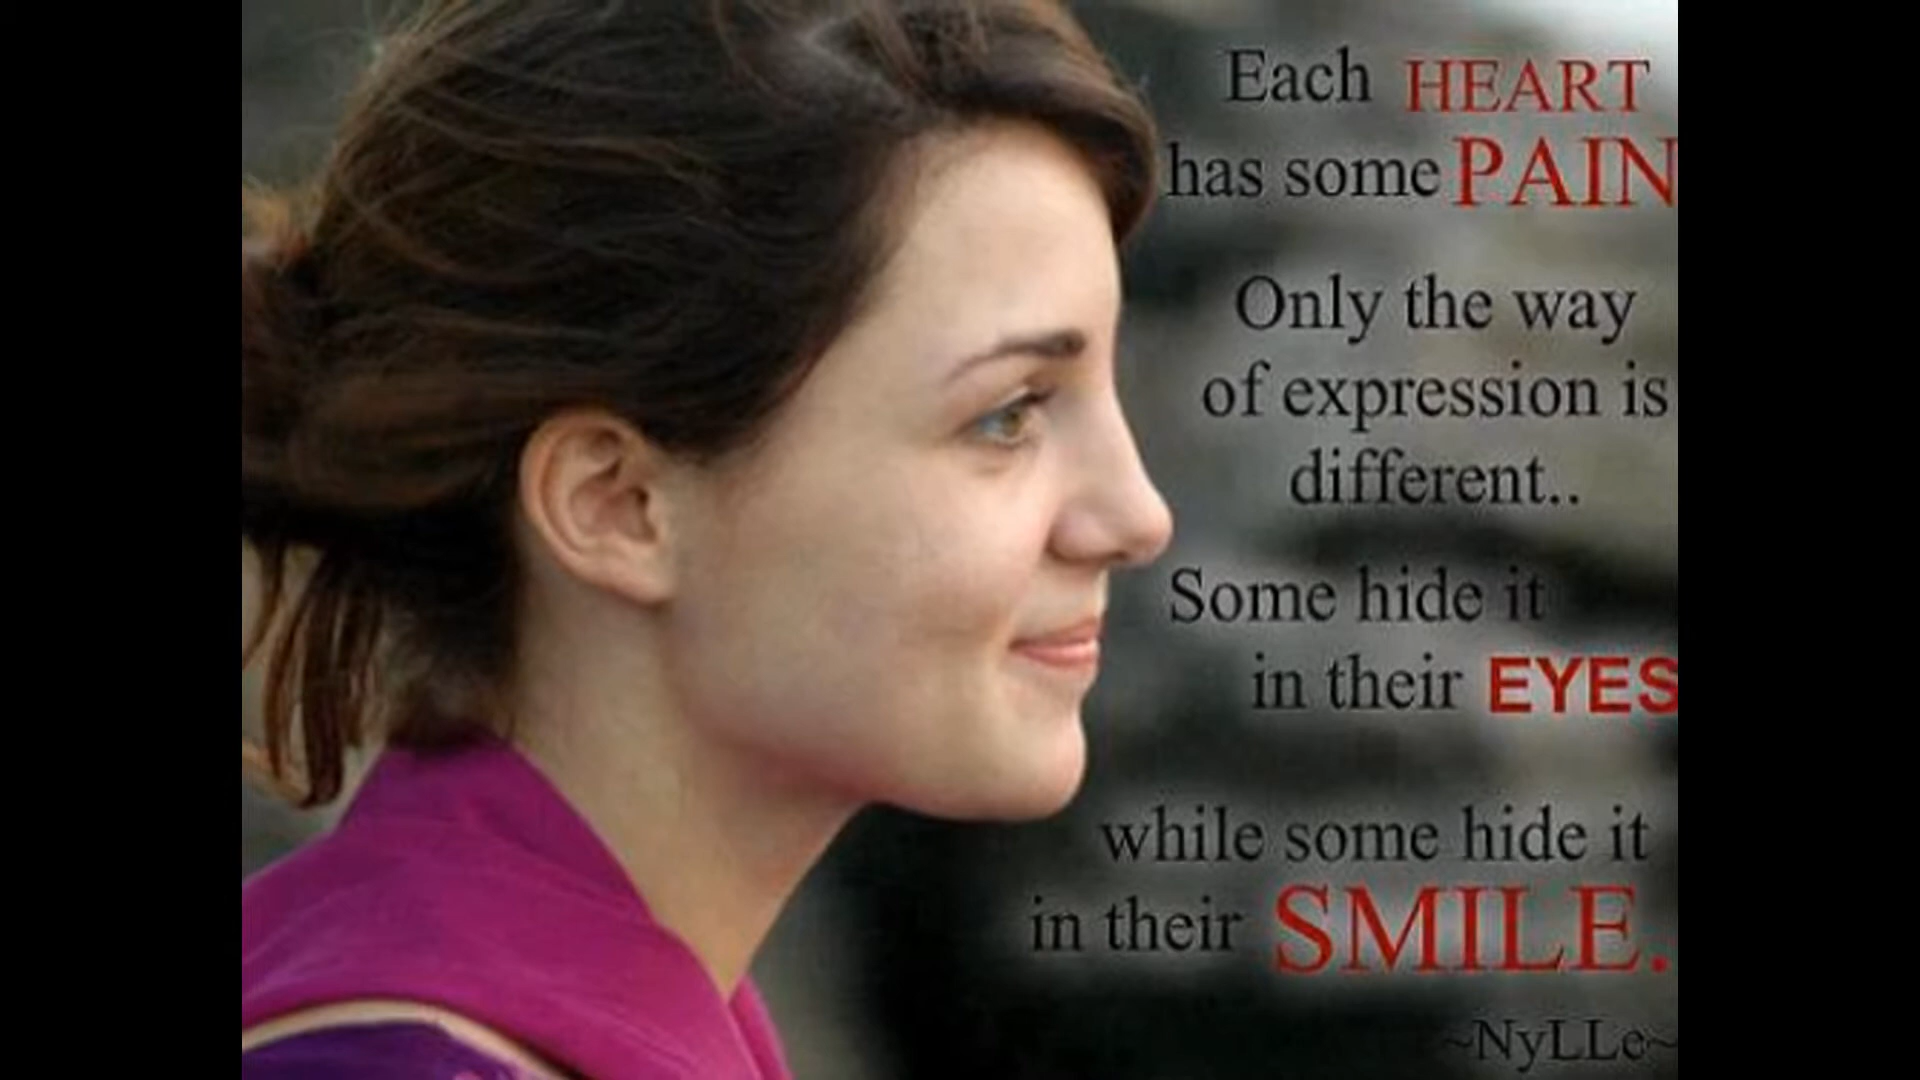 Each HEART
has some PAIN
Only the way
of expression is
different..
Some hide it
in their EYES
while some hide it
in their SMILE.
~NyLLe~